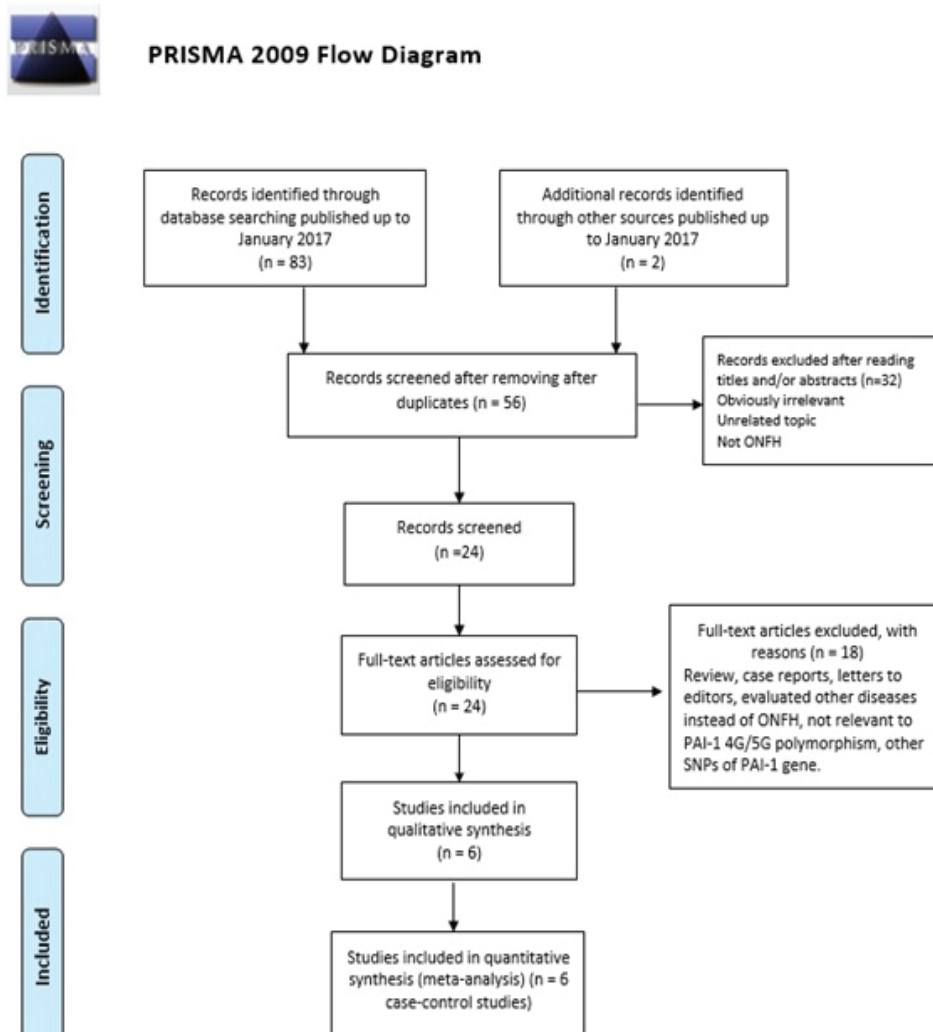 PRISMA
PRISMA 2009 Flow Diagram
Identification
Records identified through
database searching published up to
January 2017
(n = 83)
Additional records identified
through other sources published up
to January 2017
(n = 2)
Records screened after removing after
duplicates (n = 56)
Records excluded after reading
titles and/or abstracts (n=32)
Obviously irrelevant
Unrelated topic
Not ONFH
Screening
Records screened
(n =24)
Eligibility
Full-text articles assessed for
eligibility
(n = 24)
Full-text articles excluded, with
reasons (n = 18)
Review, case reports, letters to
editors, evaluated other diseases
instead of ONFH, not relevant to
PAI-1 4G/5G polymorphism, other
SNPs of PAI-1 gene.
Studies included in
qualitative synthesis
(n = 6)
Included
Studies included in quantitative
synthesis (meta-analysis) (n = 6
case-control studies)